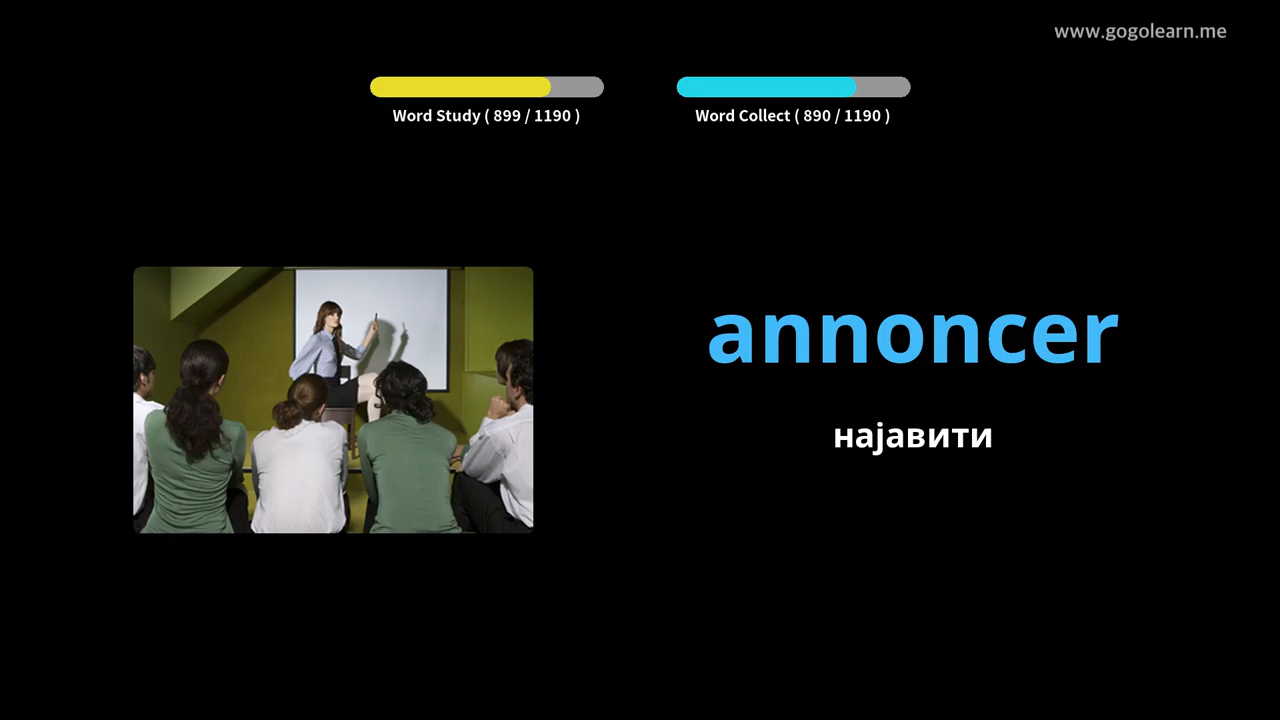 www.gogolearn.me
Word Study ( 899 / 1190 )
Word Collect ( 890 / 1190 )
annoncer
најавити